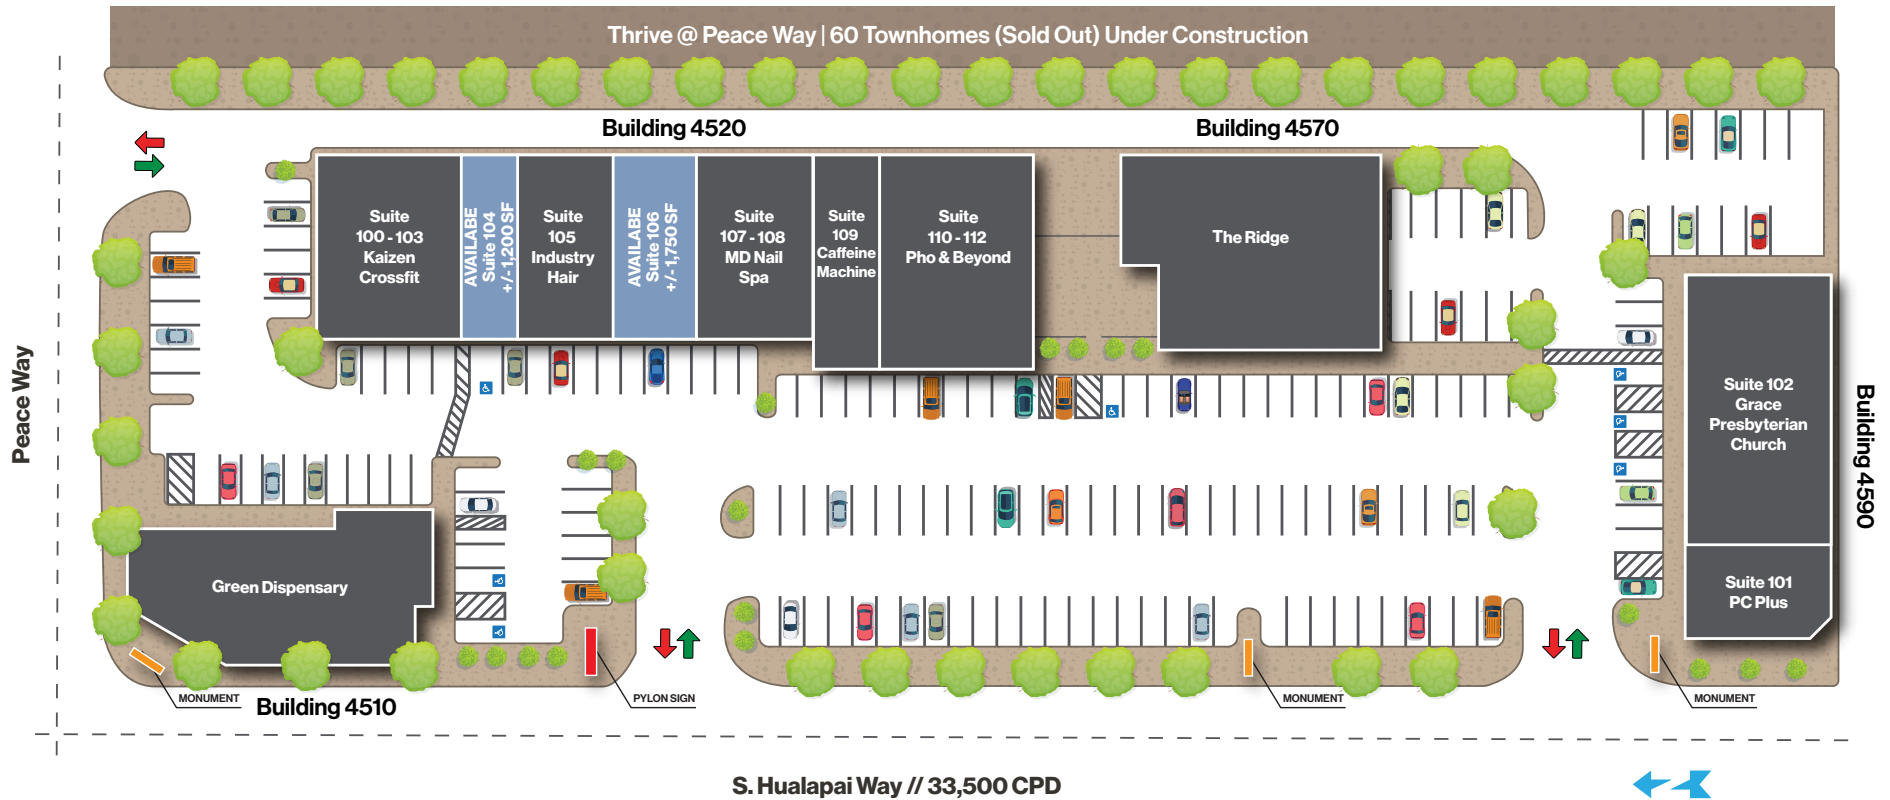 Thrive @ Peace Way | 60 Townhomes (Sold Out) Under Construction
Building 4520
Building 4570
Suite
100 - 103
Kaizen
Crossfit
AVAILABE
Suite 104
+/- 1,200 SF
Suite
105
Industry
Hair
AVAILABE
Suite 106
+/- 1,750 SF
Suite
107 - 108
MD Nail
Spa
Suite
109
Caffeine
Machine
Suite
110 - 112
Pho & Beyond
The Ridge
Peace Way
Suite 102
Grace
Presbyterian
Church
Building 4590
Suite 101
PC Plus
Green Dispensary
MONUMENT
Building 4510
PYLON SIGN
MONUMENT
MONUMENT
S. Hualapai Way // 33,500 CPD